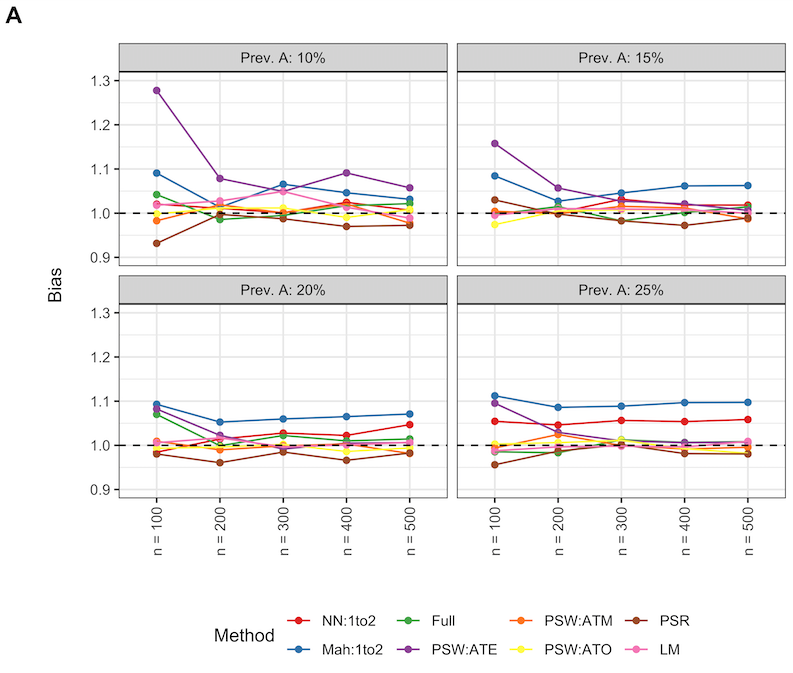 A
Prev. A: 10%
Prev. A: 15%
1.3
1.2
1.1
1.0
0.9
Bias
Prev. A: 20%
Prev. A: 25%
1.3
1.2
1.1
1.0
0.9
n = 100
n = 200
n = 300
n = 400
n = 500
n = 100
n = 200
n = 300
n = 400
n = 500
Method
NN:1to2
Full
PSW:ATM
PSR
Mah:1to2
PSW:ATE
PSW:ATO
LM